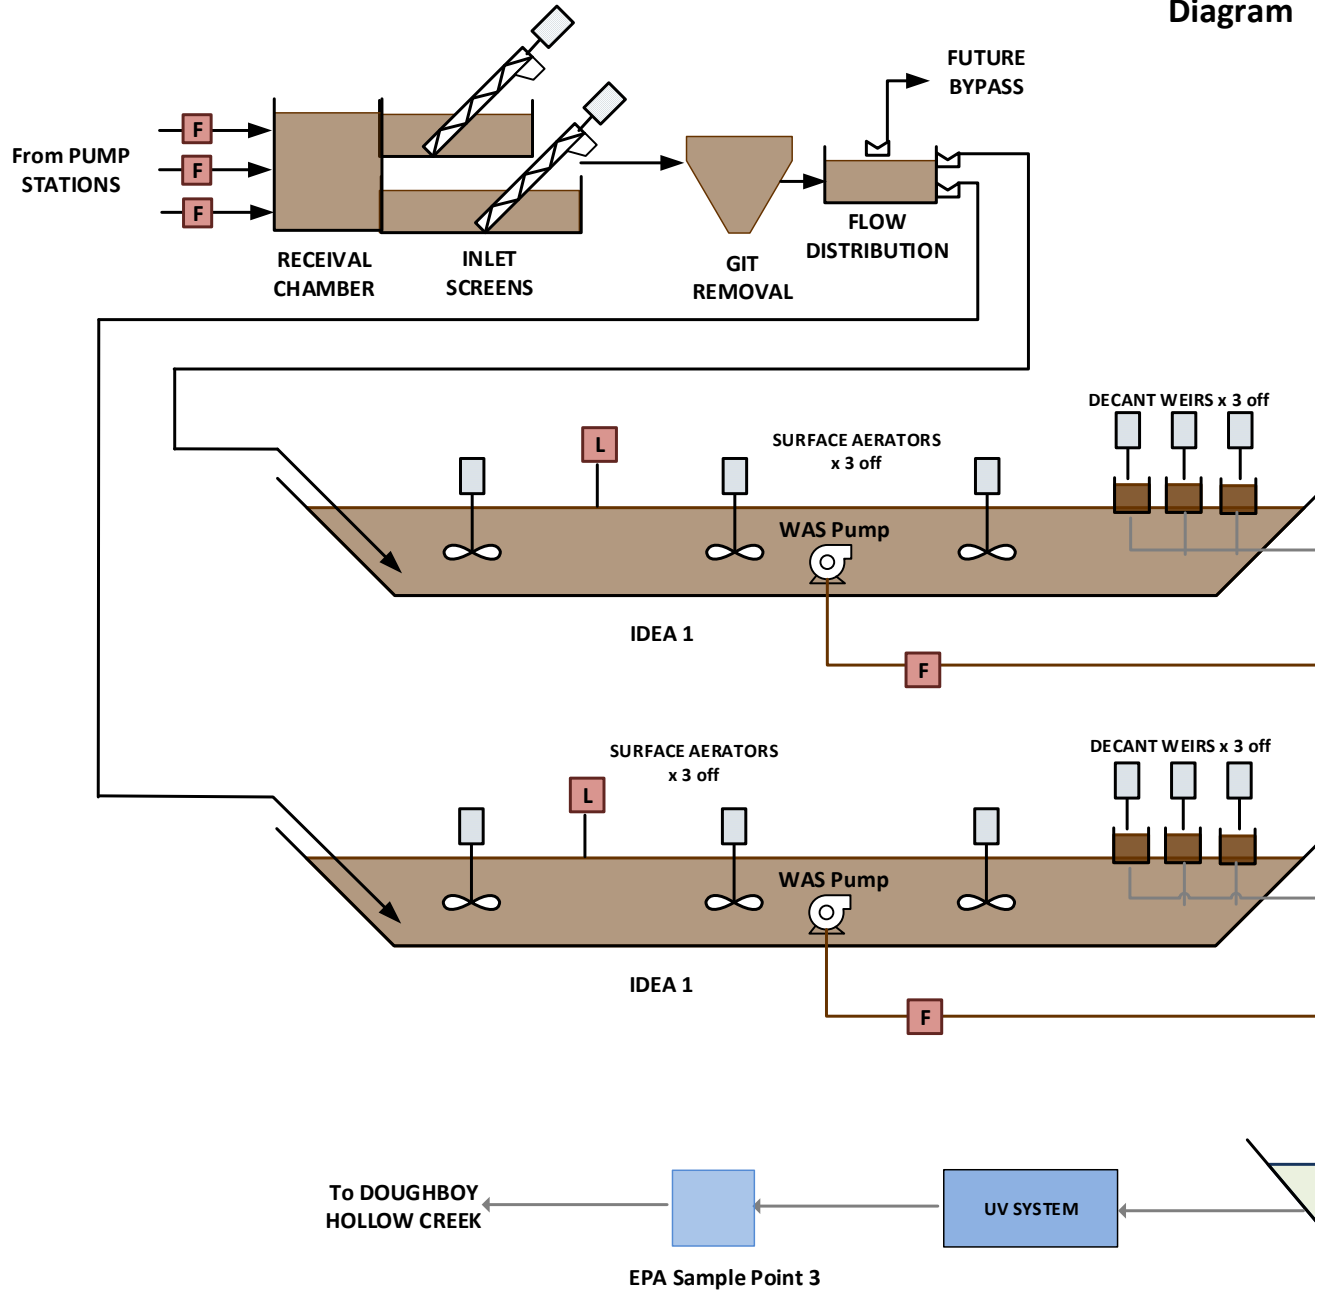 Diagram
FUTURE
BYPASS
F
From PUMP
STATIONS
F
F
FLOW
DISTRIBUTION
RECEIVAL
CHAMBER
INLET
SCREENS
GIT
REMOVAL
DECANT WEIRS x 3 off
L
SURFACE AERATORS
x 3 off
WAS Pump
IDEA 1
F
SURFACE AERATORS
x 3 off
DECANT WEIRS x 3 off
L
WAS Pump
IDEA 1
F
To DOUGHBOY
HOLLOW CREEK
UV SYSTEM
EPA Sample Point 3